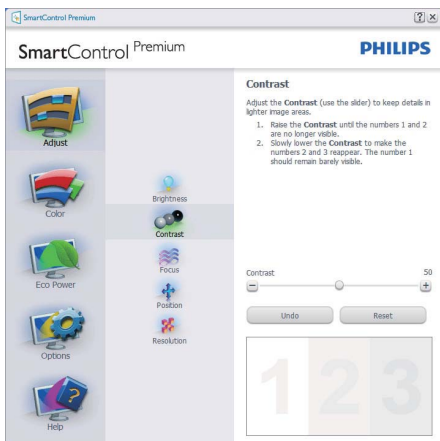 SmartControl Premium
SmartControl Premium
PHILIPS
Adjust
Color
Eco Power
Options
Help
Brightness
Contrast
Focus
Position
Resolution
Contrast
Adjust the Contrast (use the slider) to keep details in
lighter image areas.
1. Raise the Contrast until the numbers 1 and 2
are no longer visible.
2. Slowly lower the Contrast to make the
numbers 2 and 3 reappear. The number 1
should remain barely visible.
Contrast 50
Undo Reset
1 2 3